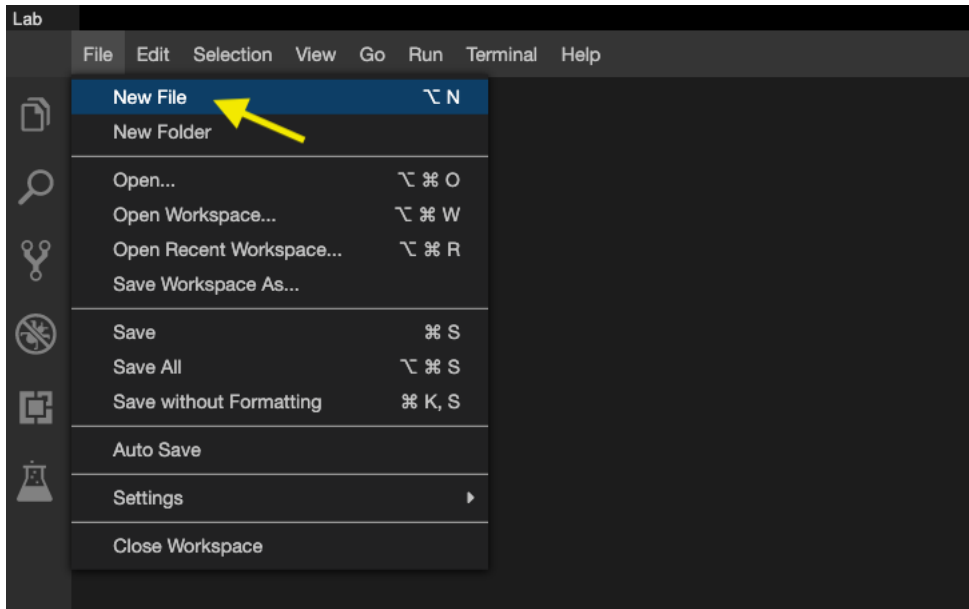 Lab
File Edit Selection View Go Run Terminal Help
New File ⌥ N
New Folder
Open... ⌥ ⌘ O
Open Workspace... ⌥ ⌘ W
Open Recent Workspace... ⌥ ⌘ R
Save Workspace As...
Save ⌘ S
Save All ⌥ ⌘ S
Save without Formatting ⌘ K, S
Auto Save
Settings
Close Workspace